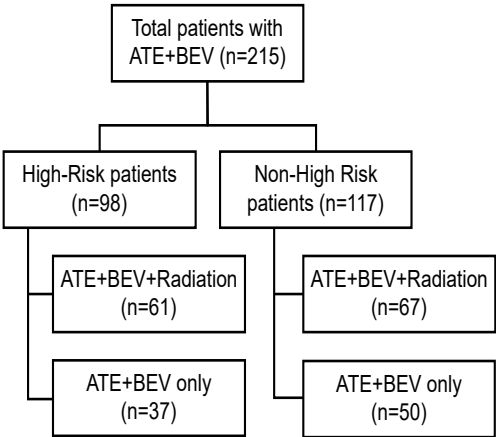 Total patients with
ATE+BEV (n=215)
High-Risk patients
(n=98)
Non-High Risk
patients (n=117)
ATE+BEV+Radiation
(n=61)
ATE+BEV+Radiation
(n=67)
ATE+BEV only
(n=37)
ATE+BEV only
(n=50)